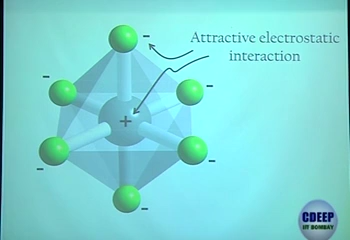 Attractive electrostatic
interaction
-
-
-
+
-
-
-
CDEEP
IIT BOMBAY